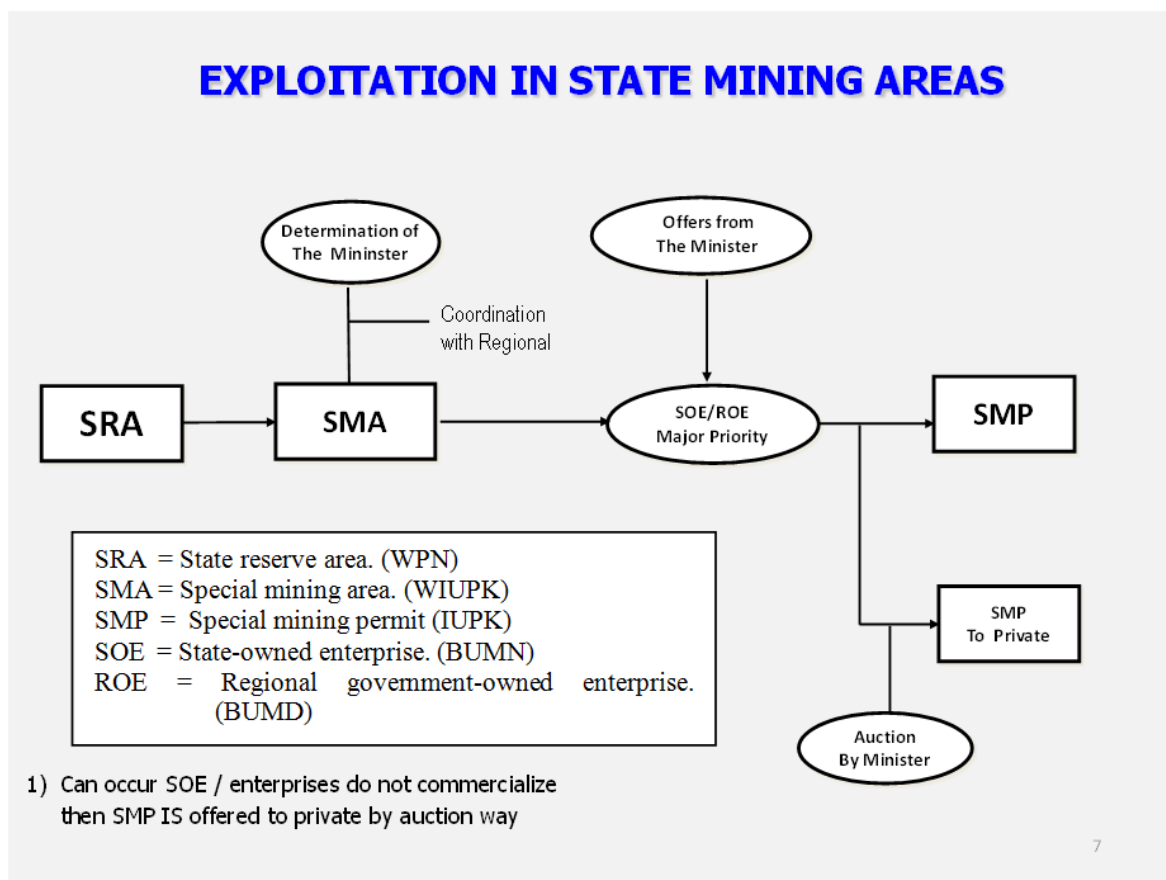 EXPLOITATION IN STATE MINING AREAS
Determination of
The Mininster
Offers from
The Minister
Coordination
with Regional
SRA
SMA
SOE/ROE
Major Priority
SMP
SRA = State reserve area. (WPN)
SMA = Special mining area. (WIUPK)
SMP = Special mining permit (IUPK)
SOE = State-owned enterprise. (BUMN)
ROE = Regional government-owned enterprise.
(BUMD)
SMP
To Private
Auction
By Minister
1) Can occur SOE / enterprises do not commercialize
then SMP IS offered to private by auction way
7